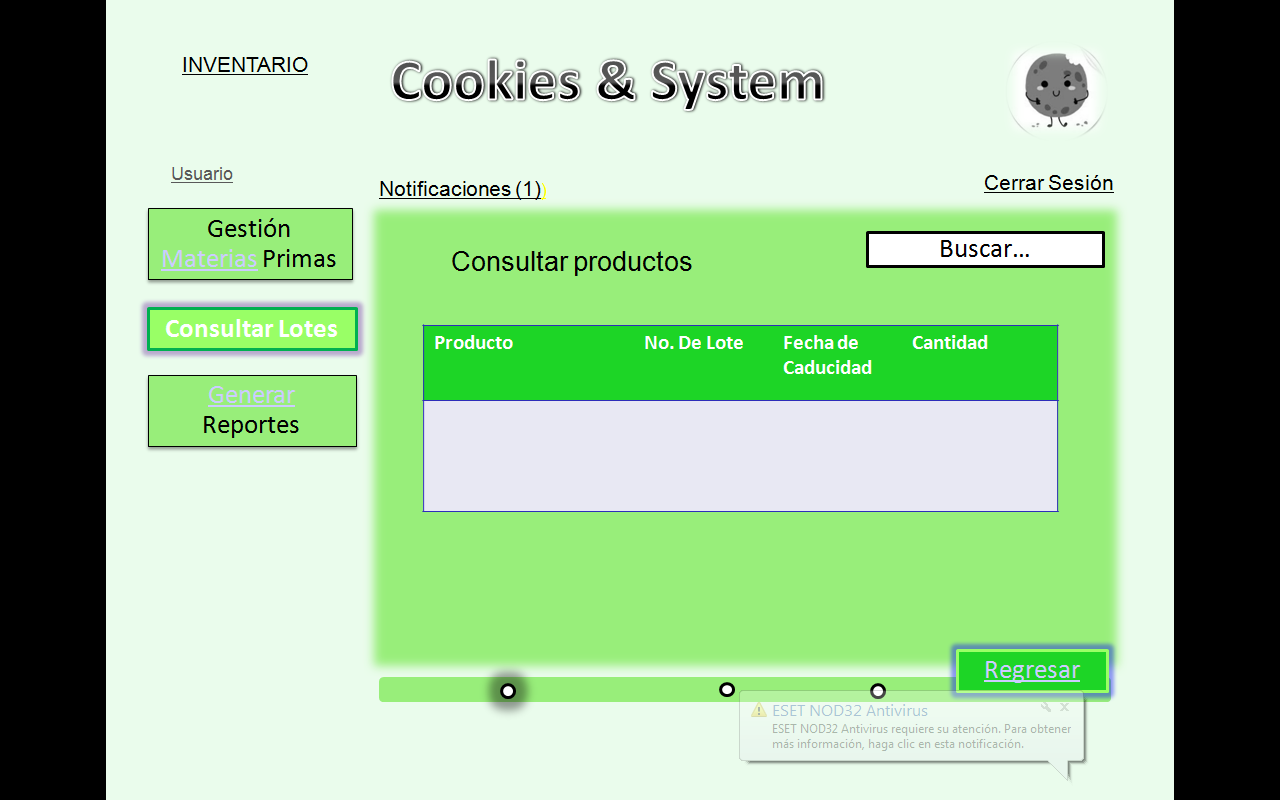 INVENTARIO
Cookies & System
Usuario
Notificaciones (1)
Cerrar Sesión
Gestión
Materias Primas
Consultar Lotes
Generar
Reportes
Consultar productos
Buscar...
Producto No. De Lote Fecha de Cantidad
Caducidad
Regresar
ESET NOD32 Antivirus
ESET NOD32 Antivirus requiere su atención. Para obtener
más información, haga clic en esta notificación.